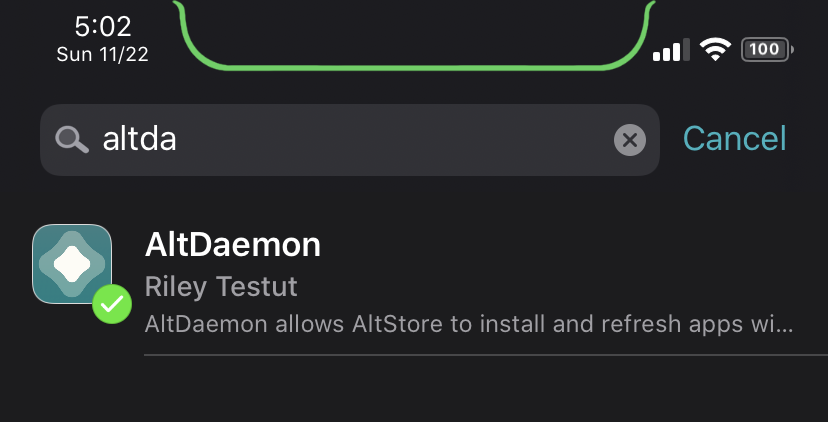 5:02
Sun 11/22
100
altda
Cancel
AltDaemon
Riley Testut
AltDaemon allows AltStore to install and refresh apps wi...